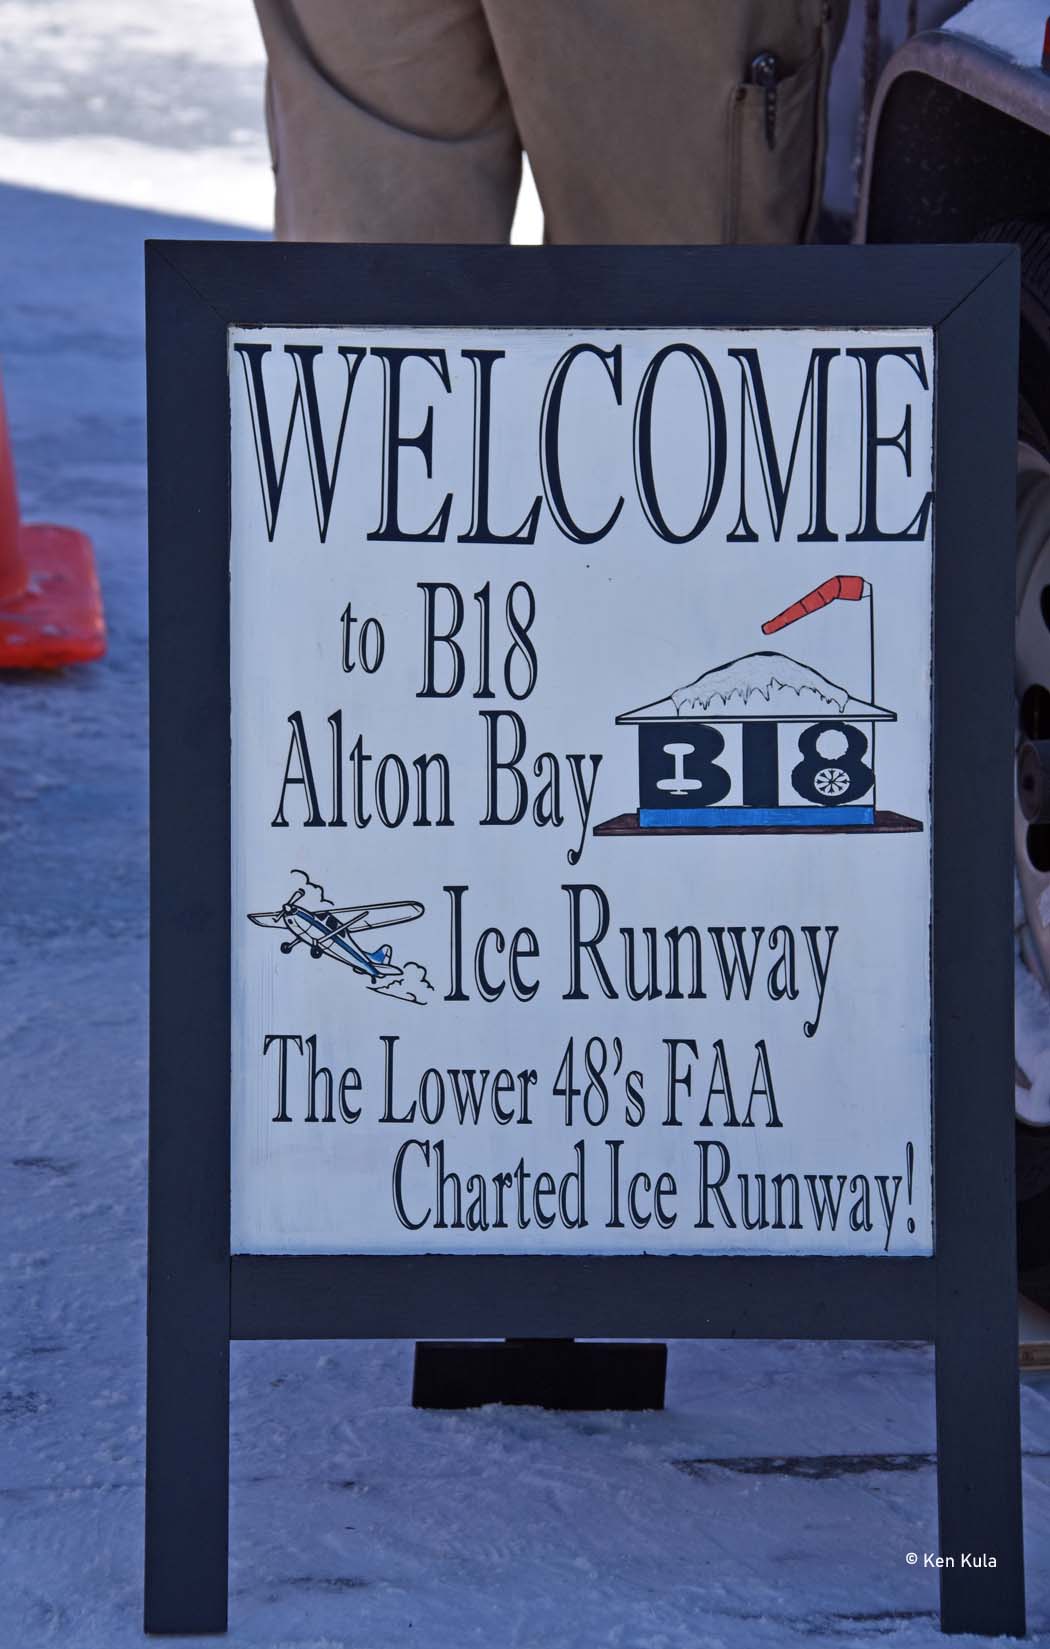 WELCOME
to B18
Alton Bay
B18
Ice Runway
The Lower 48's FAA
Charted Ice Runway!
© Ken Kula